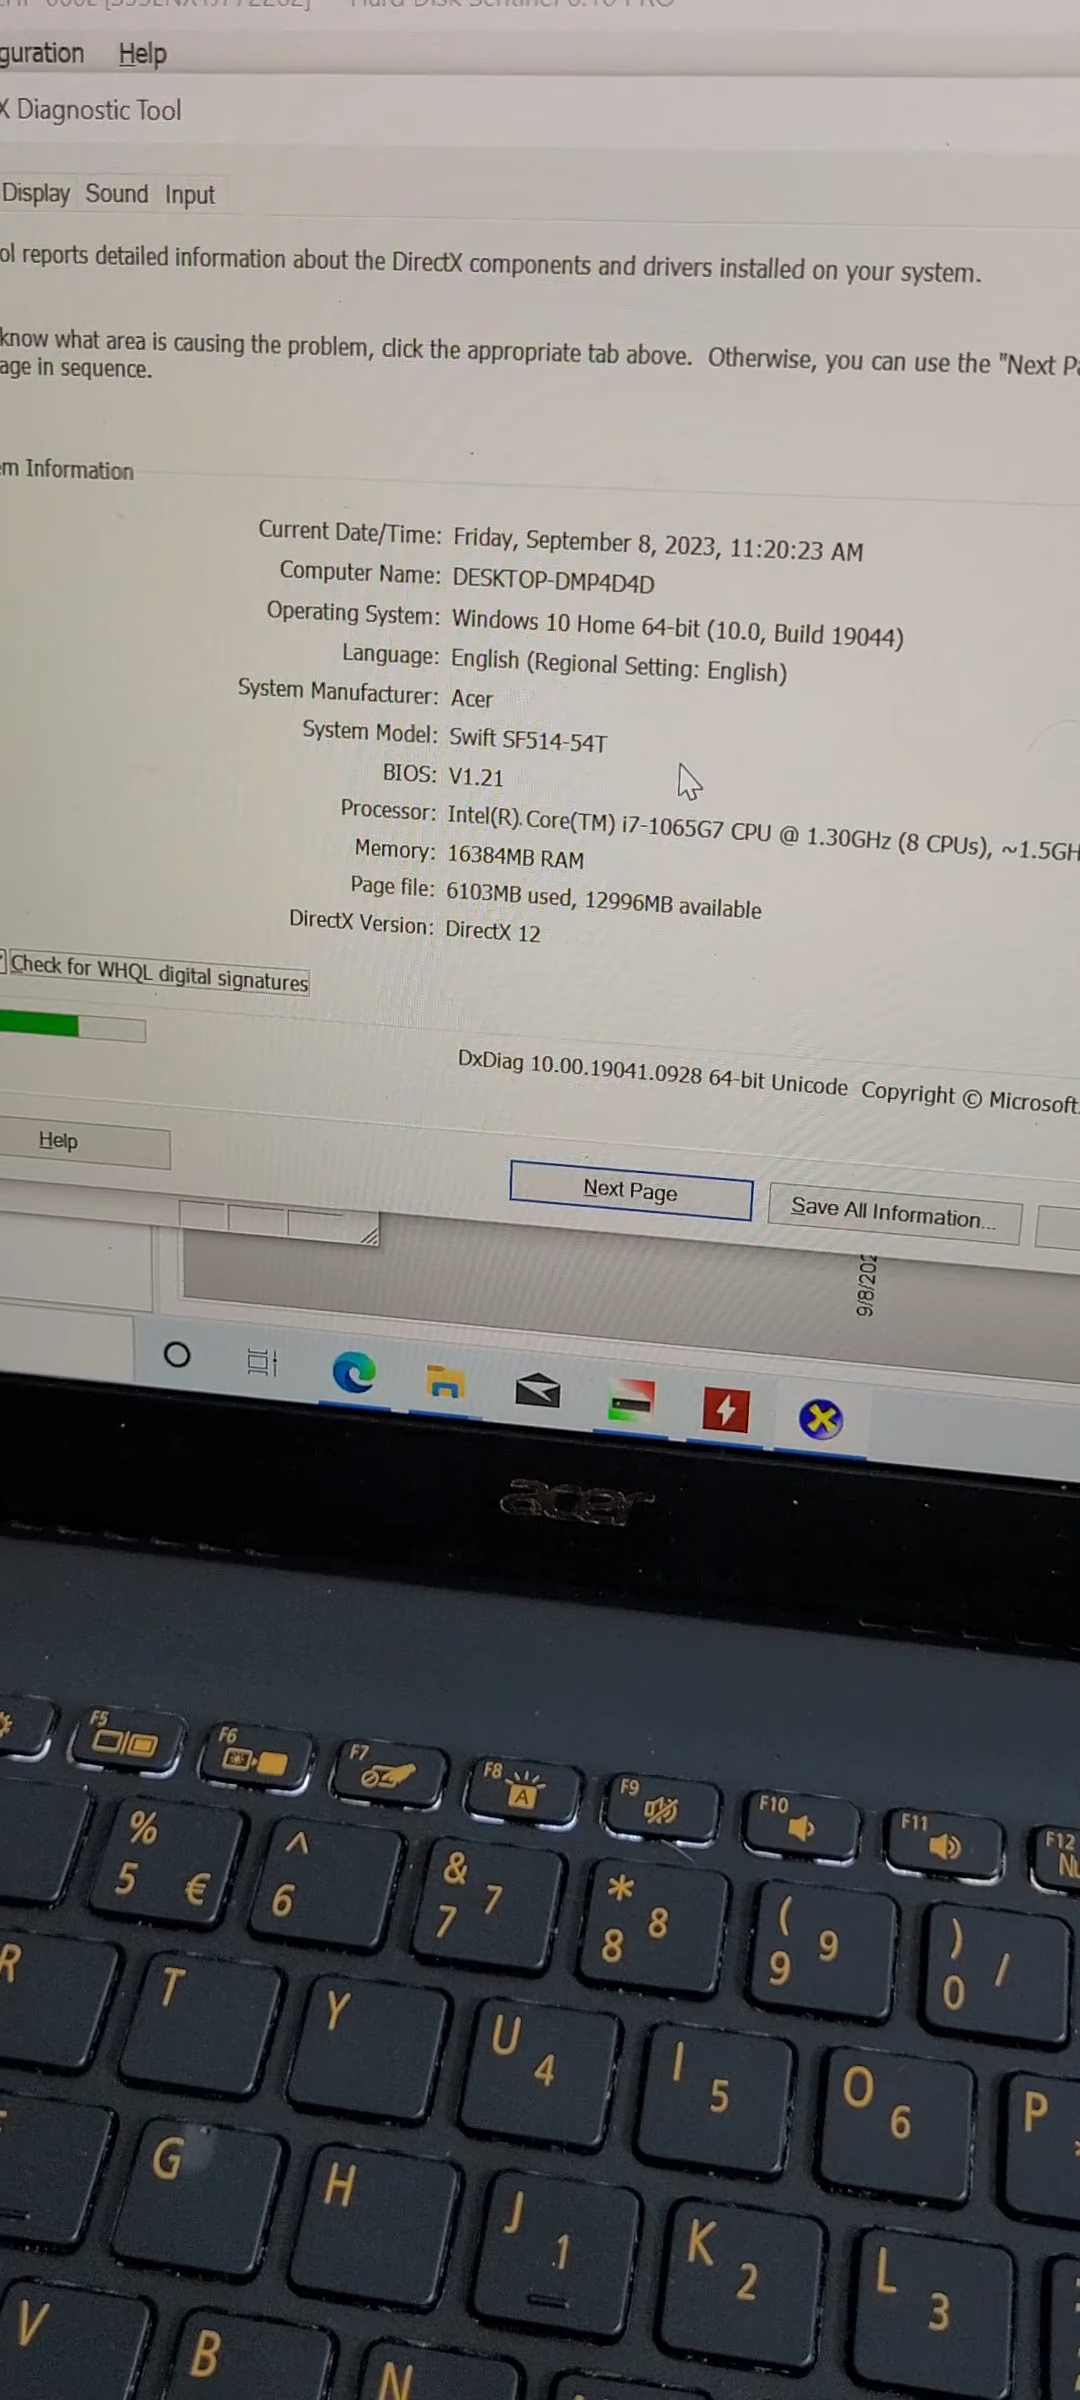 guration Help
X Diagnostic Tool
Display Sound Input
ol reports detailed information about the DirectX components and drivers installed on your system.
know what area is causing the problem, click the appropriate tab above. Otherwise, you can use the "Next Pa
age in sequence.
em Information
Current Date/Time: Friday, September 8, 2023, 11:20:23 AM
Computer Name: DESKTOP-DMP4D4D
Operating System: Windows 10 Home 64-bit (10.0, Build 19044)
Language: English (Regional Setting: English)
System Manufacturer: Acer
System Model: Swift SF514-54T
BIOS: V1.21
Processor: Intel(R) Core(TM) i7-1065G7 CPU @ 1.30GHz (8 CPUs), ~1.5GH
Memory: 16384MB RAM
Page file: 6103MB used, 12996MB available
DirectX Version: DirectX 12
Check for WHQL digital signatures
DxDiag 10.00.19041.0928 64-bit Unicode Copyright © Microsoft.
Help
Next Page
Save All Information...
9/8/202
acer
F5 F6 F7 F8 A F9 F10 F11 F12
% 5 € ^ 6 & 7 7 * 8 8 ( 9 9 ) 0 /
R T Y U 4 I 5 O 6 P
G H J 1 K 2 L 3
V B N